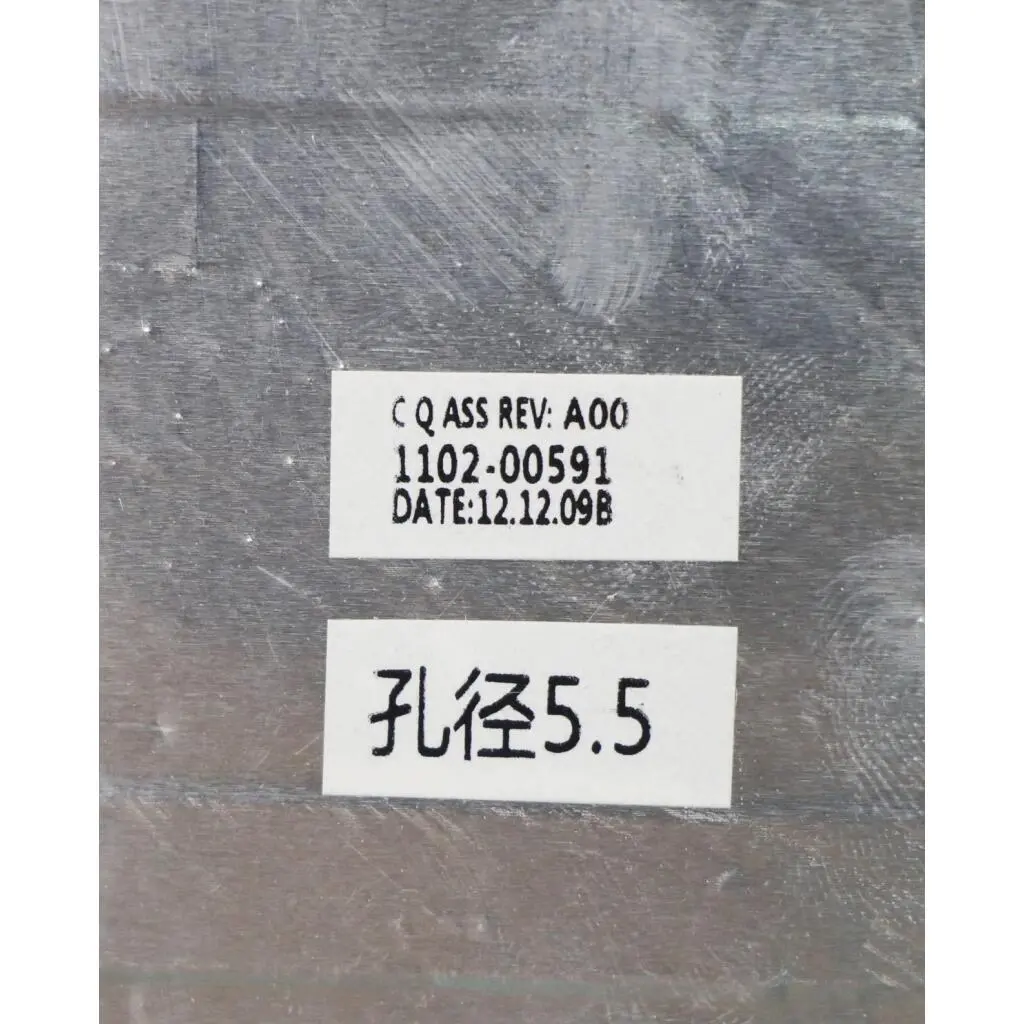 C Q ASS REV: A00
1102-00591
DATE:12.12.09B
孔径5.5